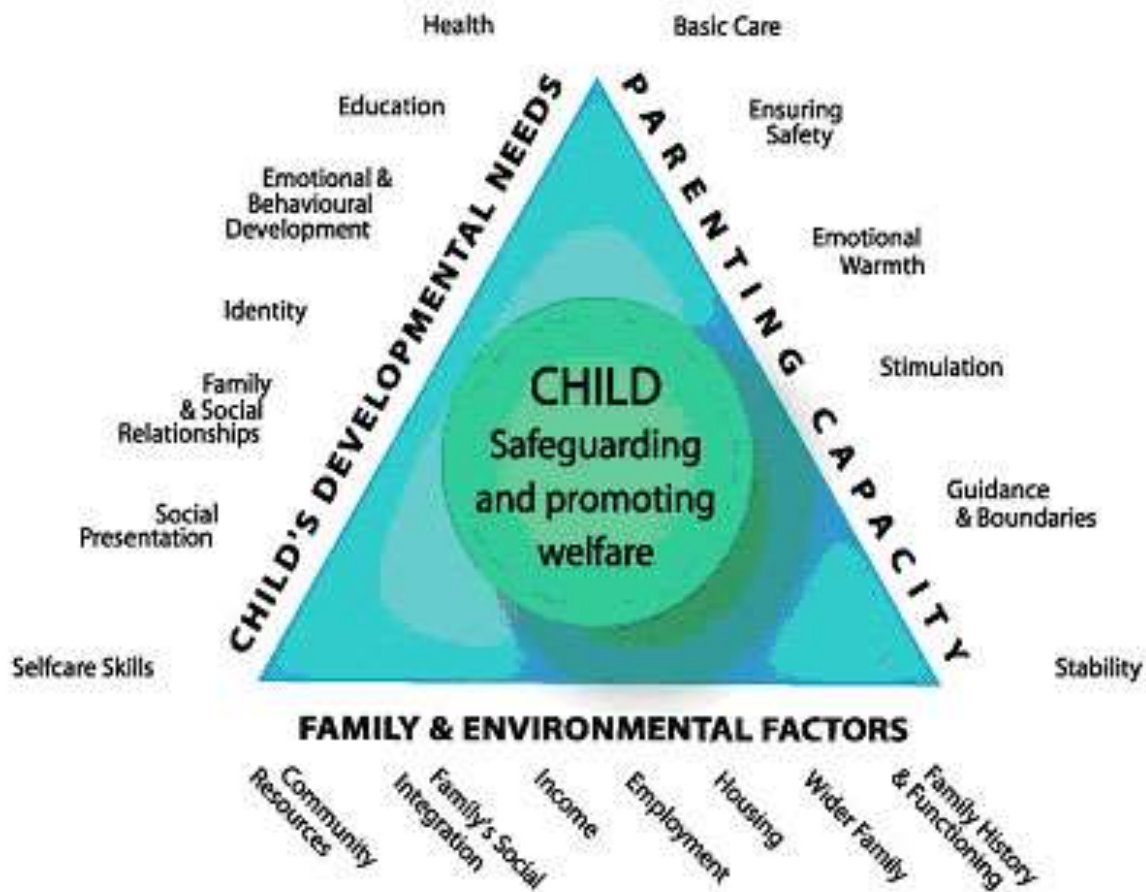 Health
Education
Emotional &
Behavioural
Development
Identity
Family
& Social
Relationships
Social
Presentation
Selfcare Skills
CHILD'S DEVELOPMENTAL NEEDS
Basic Care
Ensuring
Safety
Emotional
Warmth
Stimulation
Guidance
& Boundaries
Stability
PARENTING CAPACITY
CHILD
Safeguarding
and promoting
welfare
FAMILY & ENVIRONMENTAL FACTORS
Community
Resources
Family's Social
Integration
Income
Employment
Housing
Wider Family
Family History
& Functioning